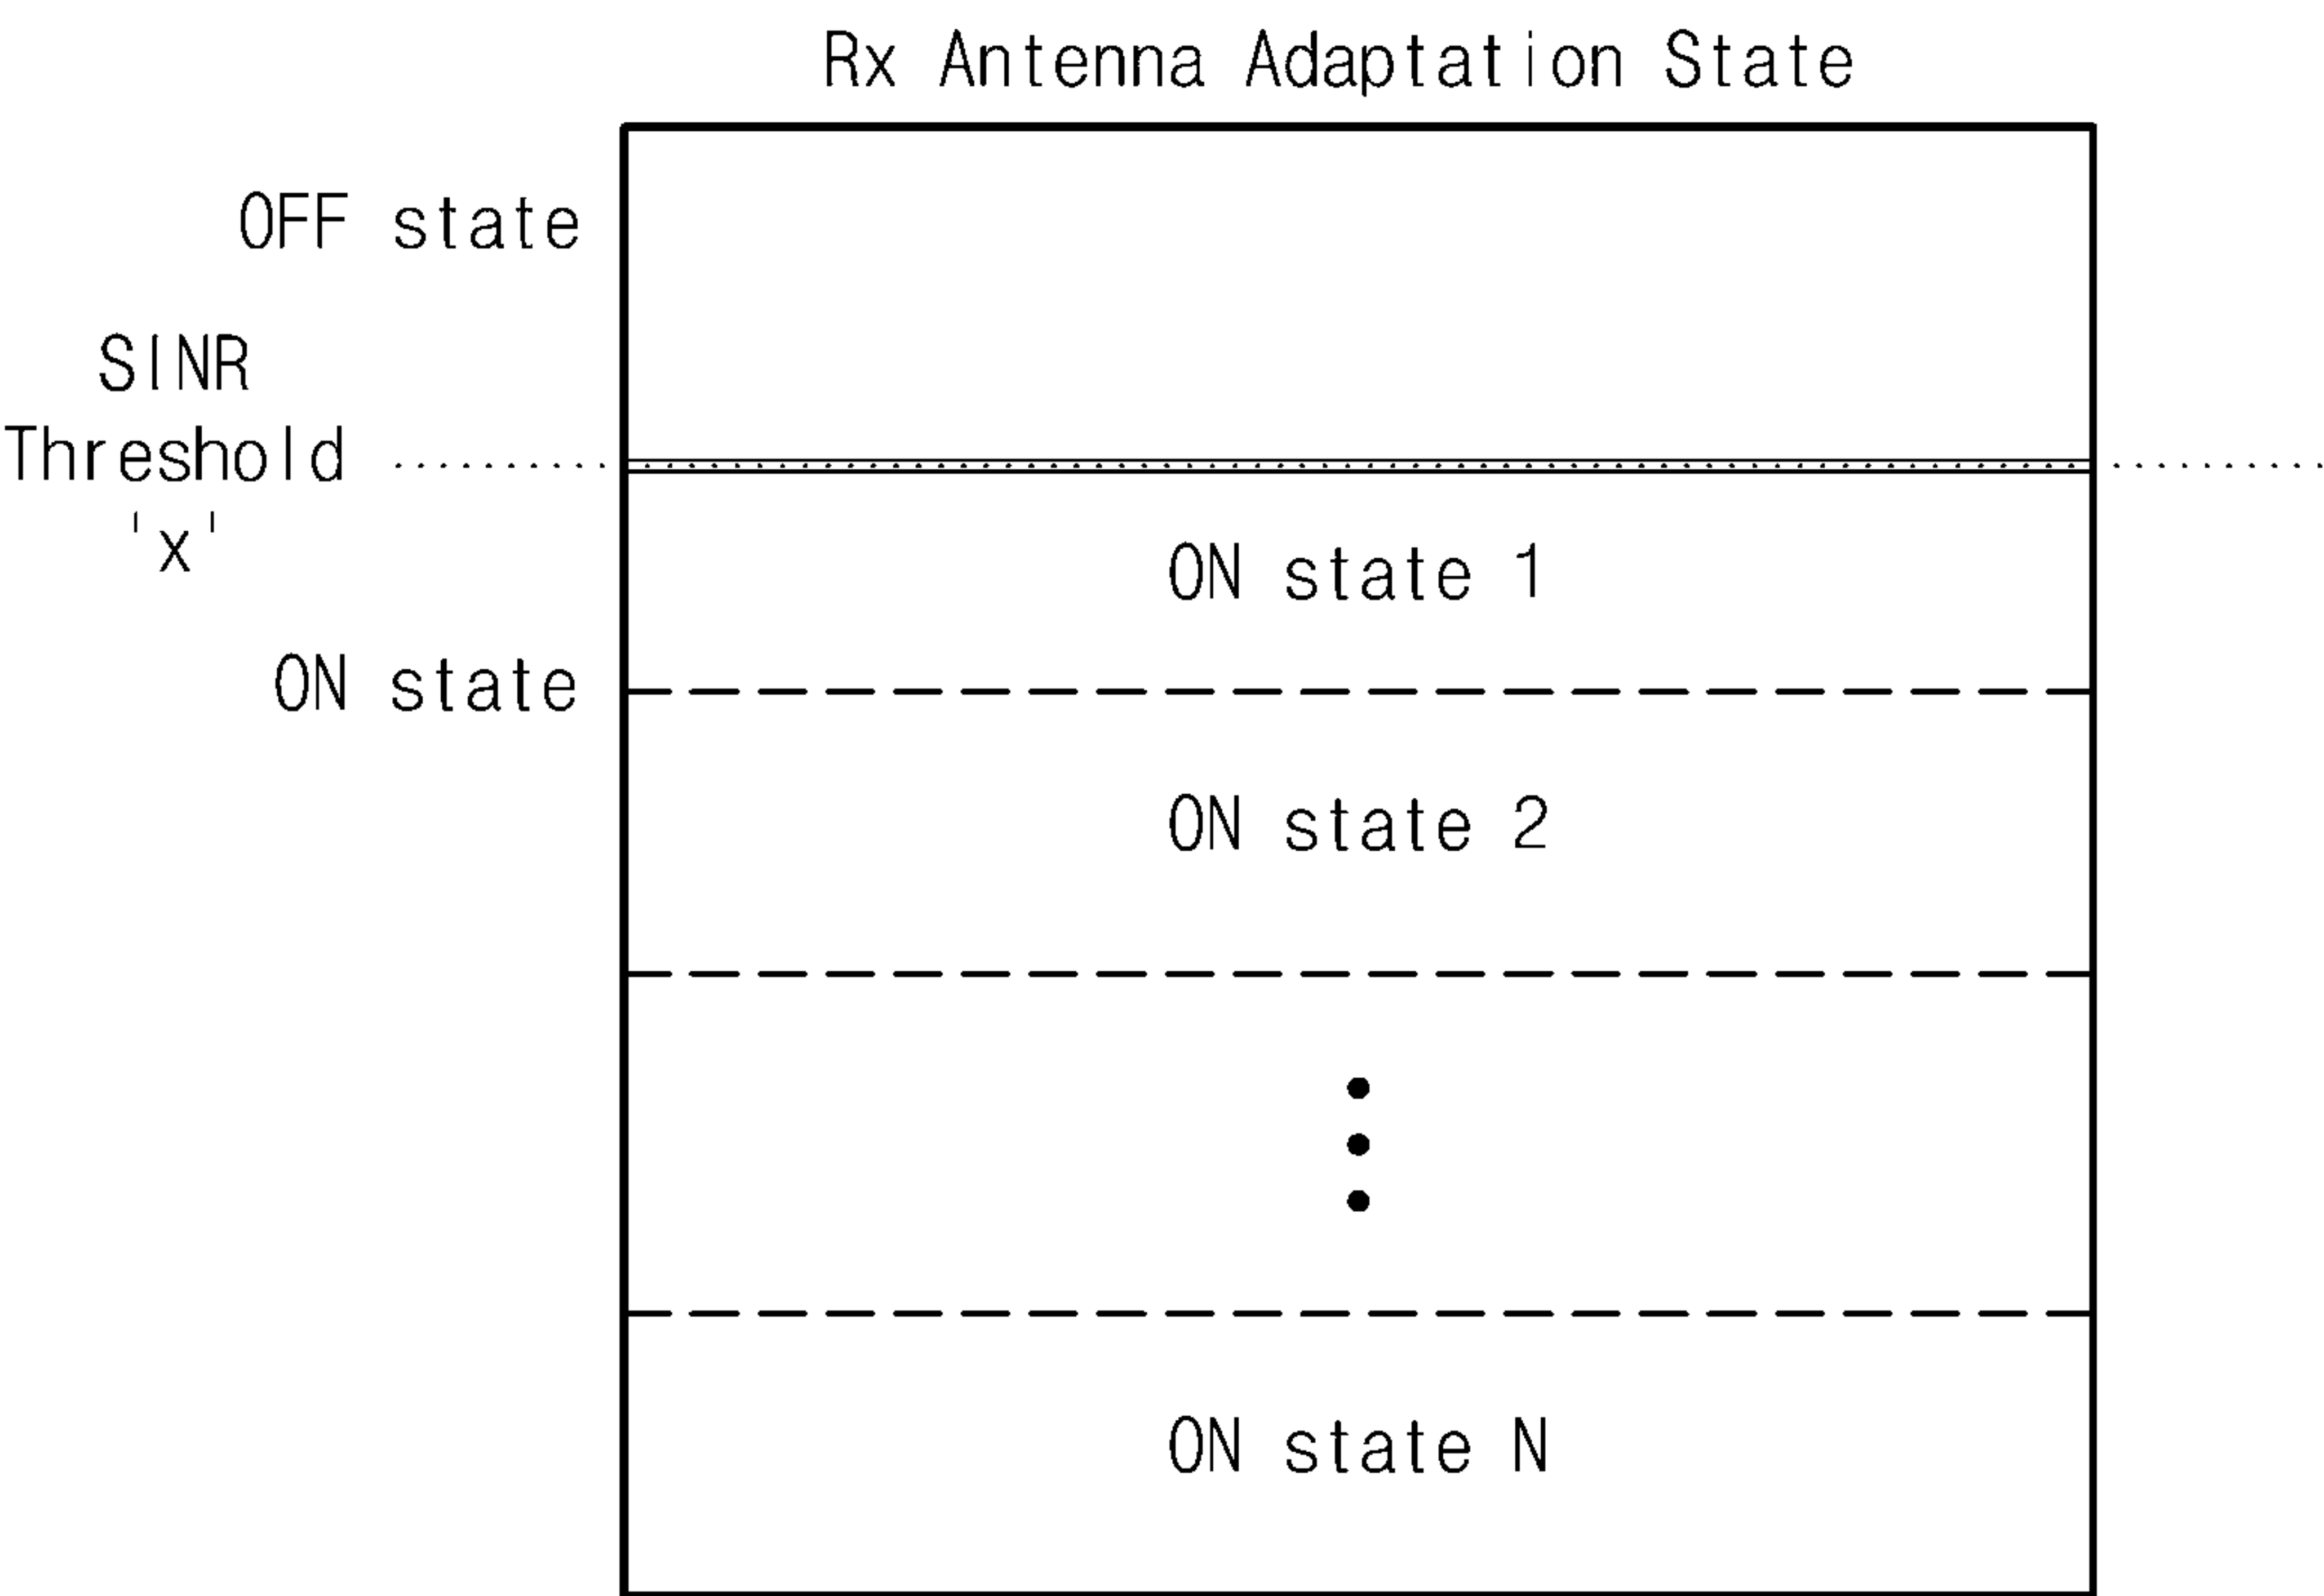 Rx Antenna Adaptation State
OFF state
SINR
Threshold
'x'
ON state 1
ON state
ON state 2
ON state N